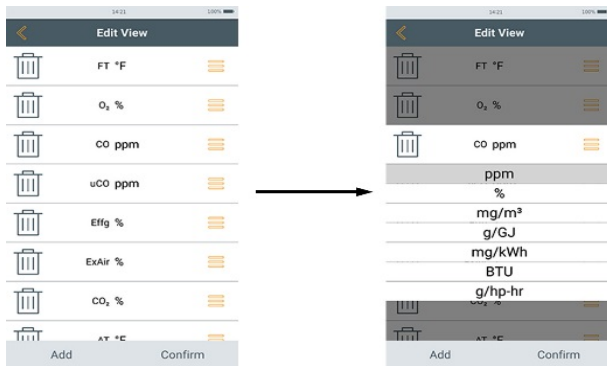 14:21 100%
Edit View
FT °F
O₂ %
CO ppm
uCO ppm
Effg %
ExAir %
CO₂ %
AT °F
Add Confirm
14:21 100%
Edit View
FT °F
O₂ %
CO ppm
ppm
%
mg/m³
g/GJ
mg/kWh
BTU
g/hp-hr
CO₂ %
AT °F
Add Confirm